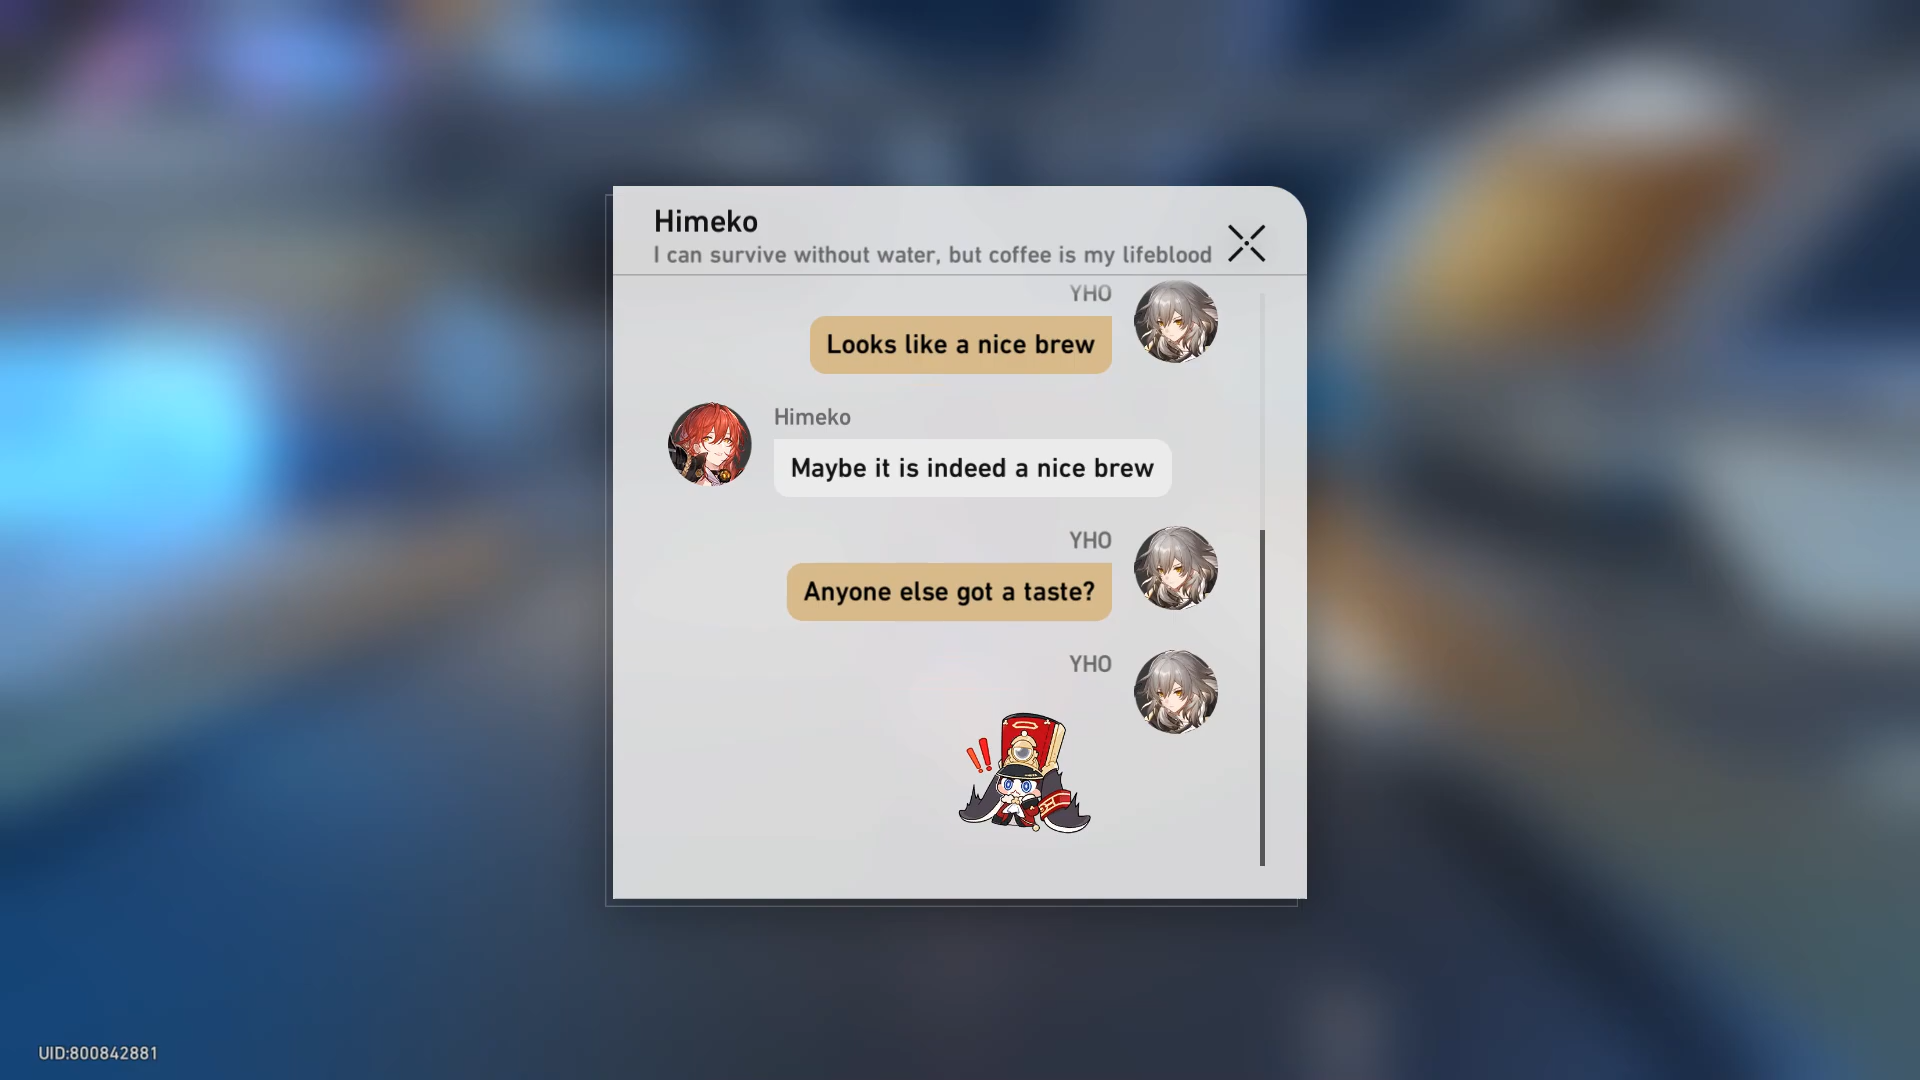 Himeko
I can survive without water, but coffee is my lifeblood
YHO
Looks like a nice brew
Himeko
Maybe it is indeed a nice brew
YHO
Anyone else got a taste?
YHO
!!
UID:800842881